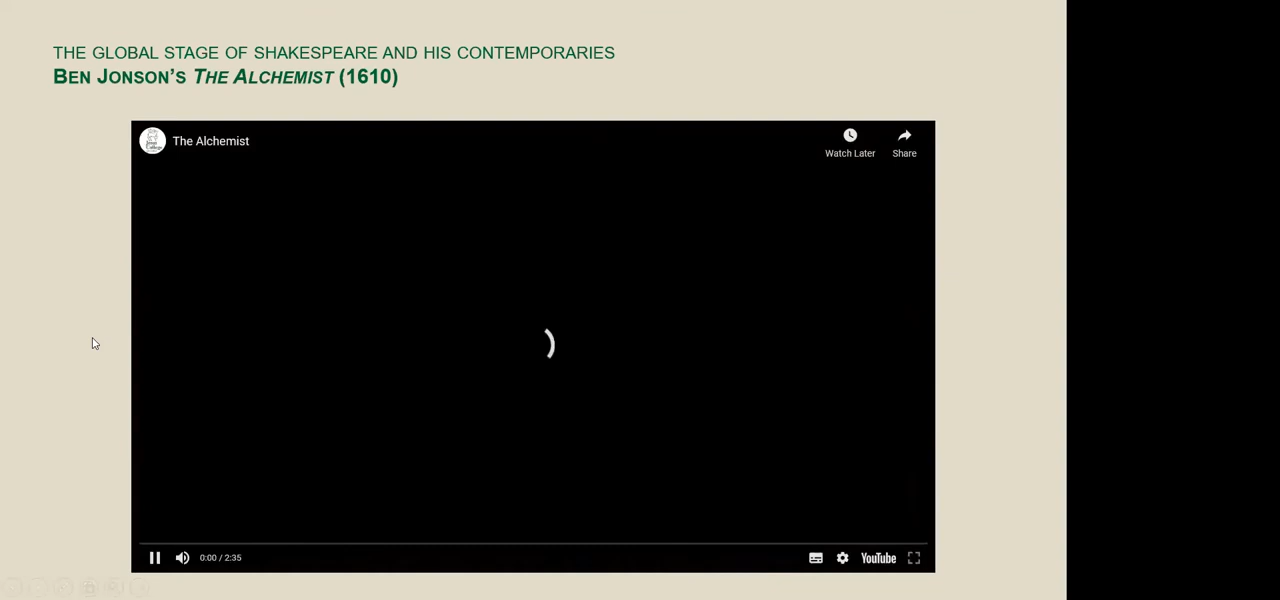 THE GLOBAL STAGE OF SHAKESPEARE AND HIS CONTEMPORARIES
BEN JONSON'S THE ALCHEMIST (1610)
The Alchemist
Watch Later
Share
0:00 / 2:35
YouTube